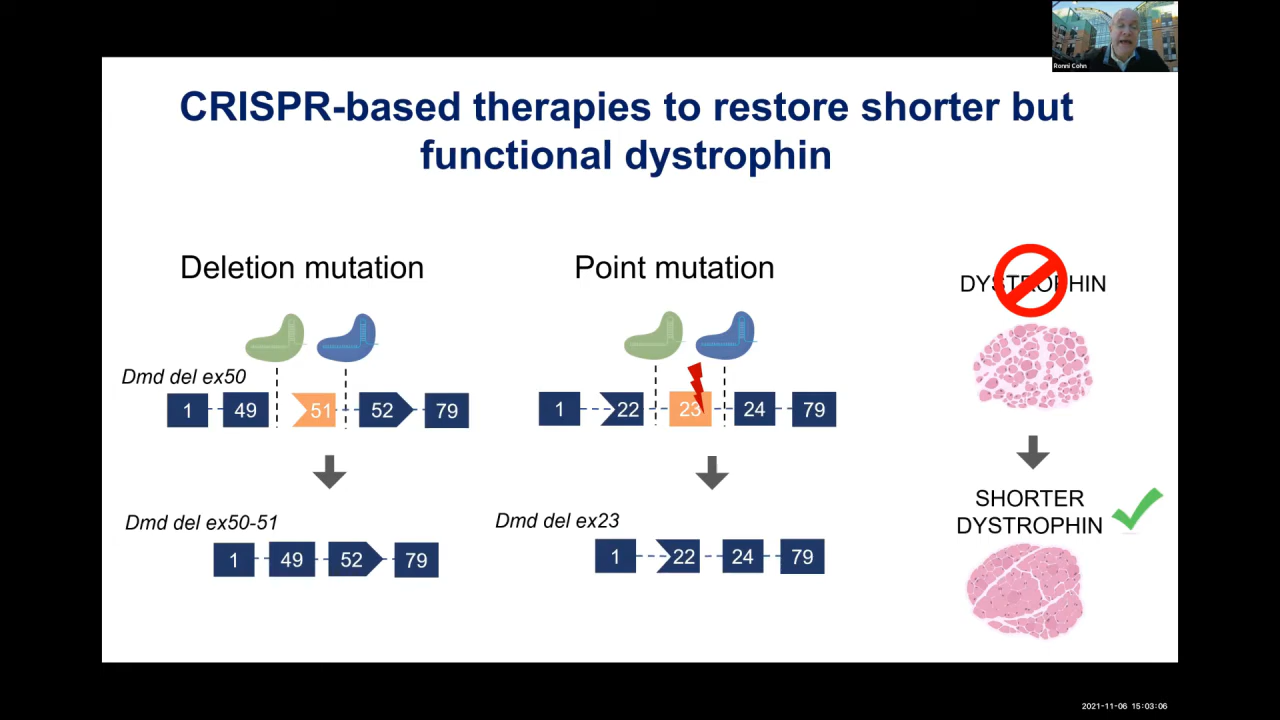 Ronni Cohn
CRISPR-based therapies to restore shorter but
functional dystrophin
Deletion mutation
Dmd del ex50
1 49 51 52 79
Dmd del ex50-51
1 49 52 79
Point mutation
1 22 23 24 79
Dmd del ex23
1 22 24 79
DYSTROPHIN
SHORTER
DYSTROPHIN
2021-11-06 15:03:06